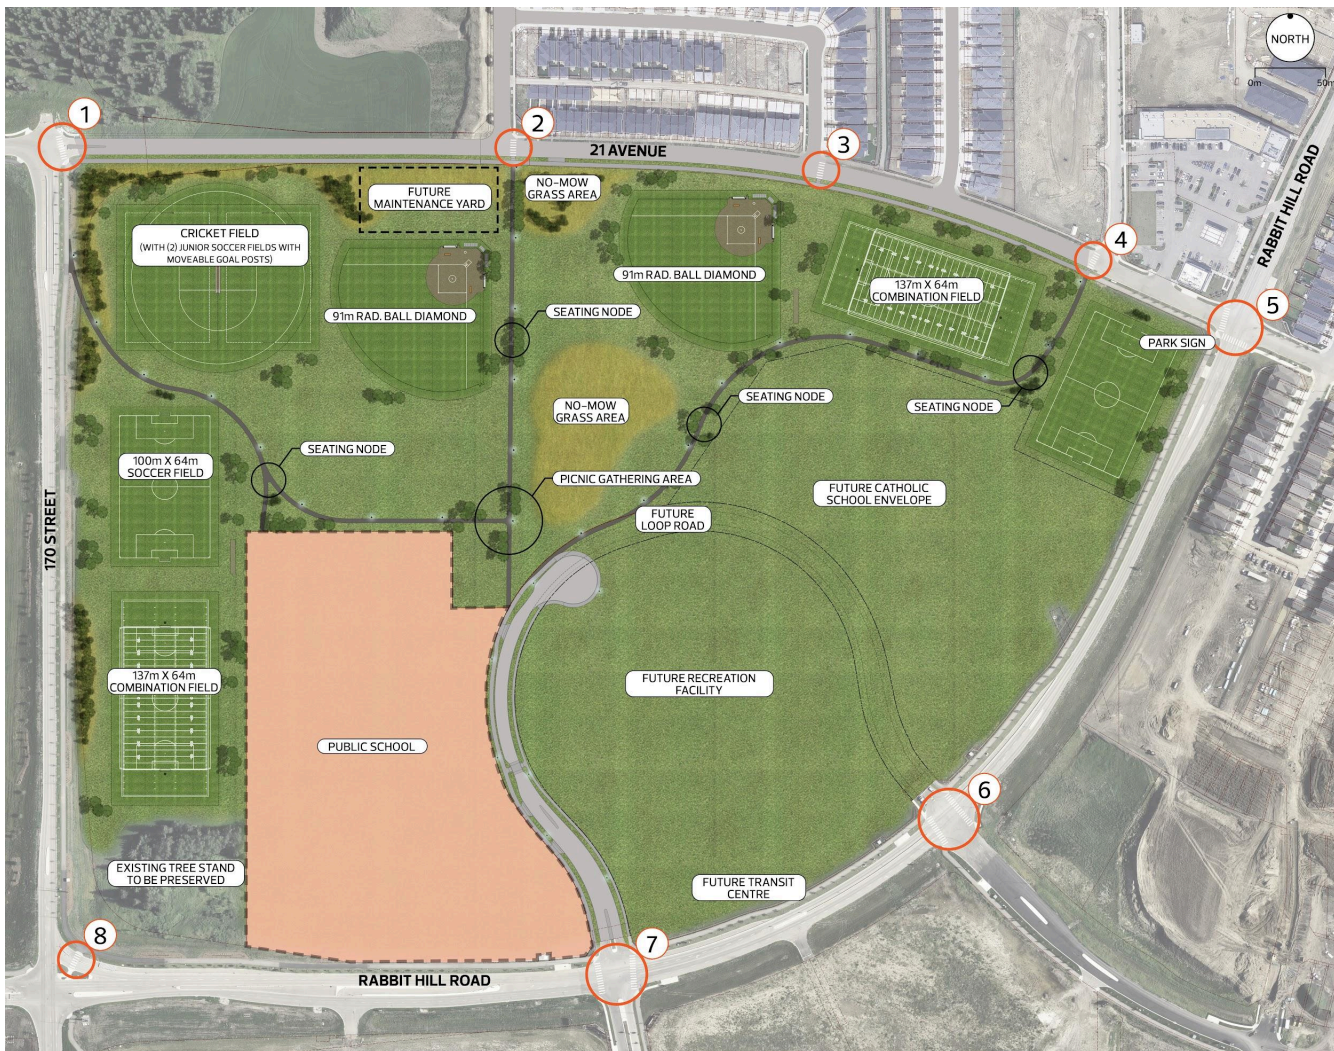 NORTH
0m 50m
1
2
3
4
5
6
7
8
21 AVENUE
RABBIT HILL ROAD
170 STREET
RABBIT HILL ROAD
FUTURE
MAINTENANCE YARD
NO-MOW
GRASS AREA
CRICKET FIELD
(WITH (2) JUNIOR SOCCER FIELDS WITH
MOVEABLE GOAL POSTS)
91m RAD. BALL DIAMOND
91m RAD. BALL DIAMOND
137m X 64m
COMBINATION FIELD
SEATING NODE
PARK SIGN
NO-MOW
GRASS AREA
SEATING NODE
SEATING NODE
SEATING NODE
100m X 64m
SOCCER FIELD
PICNIC GATHERING AREA
FUTURE CATHOLIC
SCHOOL ENVELOPE
FUTURE
LOOP ROAD
137m X 64m
COMBINATION FIELD
FUTURE RECREATION
FACILITY
PUBLIC SCHOOL
EXISTING TREE STAND
TO BE PRESERVED
FUTURE TRANSIT
CENTRE